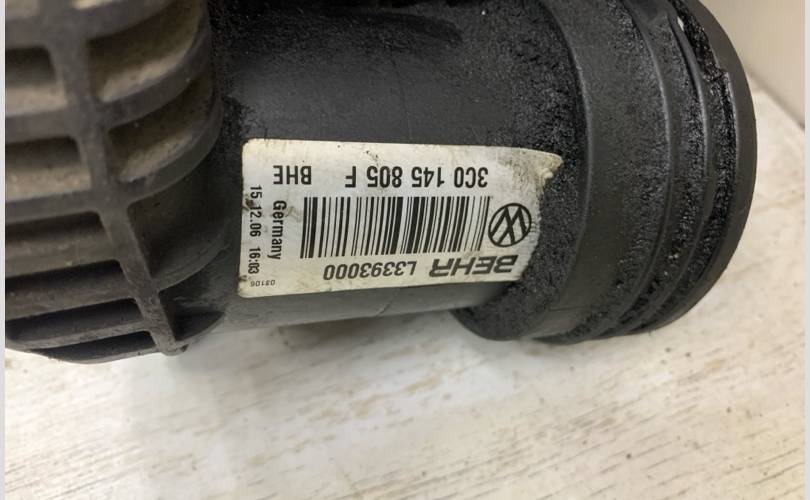 BEHR L3393000
3C0 145 805 F BHE
Germany
15.12.06 16:03
03106